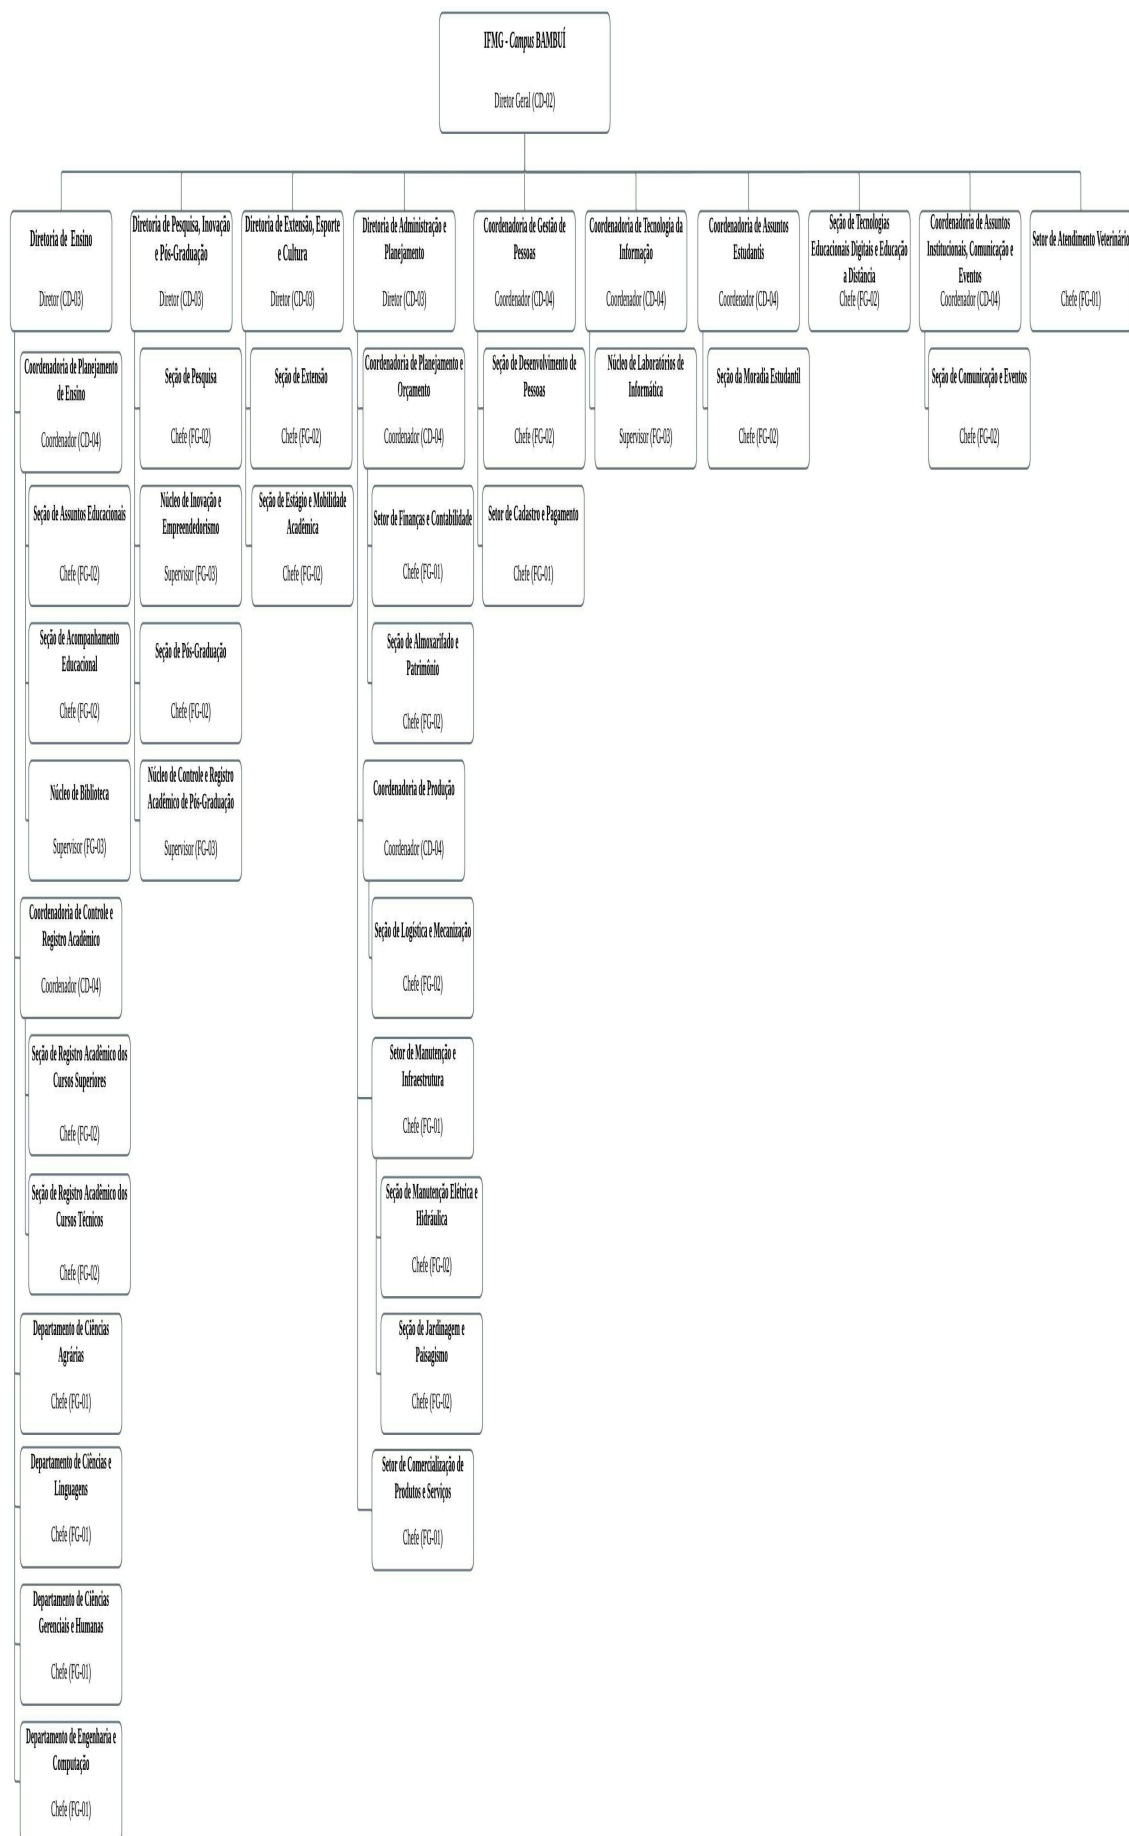 IFMG - Campus BAMBUÍ
Diretor Geral (CD-02)
Diretoria de Ensino
Diretor (CD-03)
Coordenadoria de Planejamento
de Ensino
Coordenador (CD-04)
Seção de Assuntos Educacionais
Chefe (FG-02)
Seção de Acompanhamento
Educacional
Chefe (FG-02)
Núcleo de Biblioteca
Supervisor (FG-03)
Coordenadoria de Controle e
Registro Acadêmico
Coordenador (CD-04)
Seção de Registro Acadêmico dos
Cursos Superiores
Chefe (FG-02)
Seção de Registro Acadêmico dos
Cursos Técnicos
Chefe (FG-02)
Departamento de Ciências
Agrárias
Chefe (FG-01)
Departamento de Ciências e
Linguagens
Chefe (FG-01)
Departamento de Ciências
Gerenciais e Humanas
Chefe (FG-01)
Departamento de Engenharia e
Computação
Chefe (FG-01)
Diretoria de Pesquisa, Inovação
e Pós-Graduação
Diretor (CD-03)
Seção de Pesquisa
Chefe (FG-02)
Núcleo de Inovação e
Empreendedorismo
Supervisor (FG-03)
Seção de Pós-Graduação
Chefe (FG-02)
Núcleo de Controle e Registro
Acadêmico de Pós-Graduação
Supervisor (FG-03)
Diretoria de Extensão, Esporte
e Cultura
Diretor (CD-03)
Seção de Extensão
Chefe (FG-02)
Seção de Estágio e Mobilidade
Acadêmica
Chefe (FG-02)
Diretoria de Administração e
Planejamento
Diretor (CD-03)
Coordenadoria de Planejamento e
Orçamento
Coordenador (CD-04)
Setor de Finanças e Contabilidade
Chefe (FG-01)
Seção de Almoxarifado e
Patrimônio
Chefe (FG-02)
Coordenadoria de Produção
Coordenador (CD-04)
Seção de Logística e Mecanização
Chefe (FG-02)
Setor de Manutenção e
Infraestrutura
Chefe (FG-01)
Seção de Manutenção Elétrica e
Hidráulica
Chefe (FG-02)
Seção de Jardinagem e
Paisagismo
Chefe (FG-02)
Setor de Comercialização de
Produtos e Serviços
Chefe (FG-01)
Coordenadoria de Gestão de
Pessoas
Coordenador (CD-04)
Seção de Desenvolvimento de
Pessoas
Chefe (FG-02)
Setor de Cadastro e Pagamento
Chefe (FG-01)
Coordenadoria de Tecnologia da
Informação
Coordenador (CD-04)
Núcleo de Laboratórios de
Informática
Supervisor (FG-03)
Coordenadoria de Assuntos
Estudantis
Coordenador (CD-04)
Seção da Moradia Estudantil
Chefe (FG-02)
Seção de Tecnologias
Educacionais Digitais e Educação
a Distância
Chefe (FG-02)
Coordenadoria de Assuntos
Institucionais, Comunicação e
Eventos
Coordenador (CD-04)
Seção de Comunicação e Eventos
Chefe (FG-02)
Setor de Atendimento Veterinário
Chefe (FG-01)